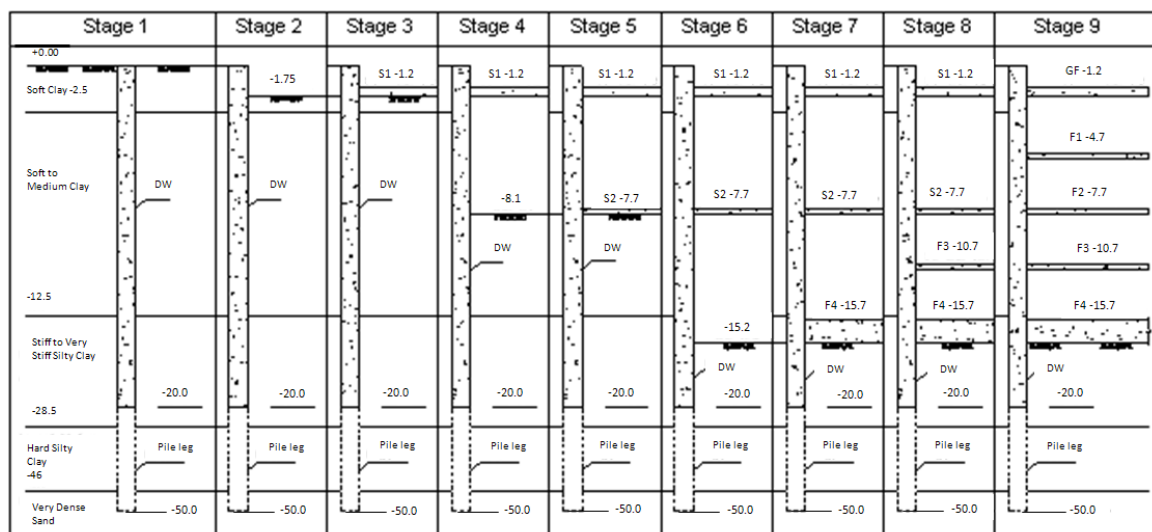 Stage 1 Stage 2 Stage 3 Stage 4 Stage 5 Stage 6 Stage 7 Stage 8 Stage 9
+0.00
-1.75 S1 -1.2 S1 -1.2 S1 -1.2 S1 -1.2 S1 -1.2 S1 -1.2 GF -1.2
Soft Clay -2.5
F1 -4.7
Soft to
Medium Clay
DW DW DW -8.1 S2 -7.7 S2 -7.7 S2 -7.7 S2 -7.7 F2 -7.7
DW DW F3 -10.7 F3 -10.7
-12.5 F4 -15.7 F4 -15.7 F4 -15.7
-15.2
Stiff to Very
Stiff Silty Clay
DW DW DW DW
-20.0 -20.0 -20.0 -20.0 -20.0 -20.0 -20.0 -20.0 -20.0
-28.5
Hard Silty
Clay
-46
Pile leg Pile leg Pile leg Pile leg Pile leg Pile leg Pile leg Pile leg Pile leg
Very Dense
Sand
-50.0 -50.0 -50.0 -50.0 -50.0 -50.0 -50.0 -50.0 -50.0